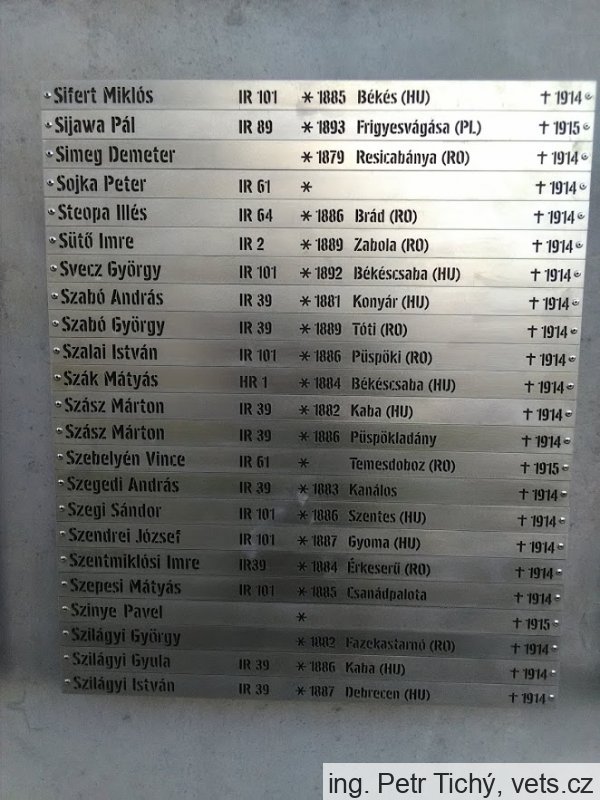 Sifert Miklós IR 101 * 1885 Békés (HU) † 1914
Sijawa Pál IR 89 * 1893 Frigyesvágása (PL) † 1915
Simeg Demeter * 1879 Resicabánya (RO) † 1914
Sojka Peter IR 61 * † 1914
Steopa Illés IR 64 * 1886 Brád (RO) † 1914
Sütő Imre IR 2 * 1889 Zabola (RO) † 1914
Svecz György IR 101 * 1892 Békéscsaba (HU) † 1914
Szabó András IR 39 * 1881 Konyár (HU) † 1914
Szabó György IR 39 * 1889 Tóti (RO) † 1914
Szalai István IR 101 * 1886 Püspöki (RO) † 1914
Szák Mátyás HR 1 * 1884 Békéscsaba (HU) † 1914
Szász Márton IR 39 * 1882 Kaba (HU) † 1914
Szász Márton IR 39 * 1886 Püspökladány † 1914
Szebelyén Vince IR 61 * Temesdoboz (RO) † 1915
Szegedi András IR 39 * 1883 Kanálos † 1914
Szegi Sándor IR 101 * 1886 Szentes (HU) † 1914
Szendrei József IR 101 * 1887 Gyoma (HU) † 1914
Szentmiklósi Imre IR39 * 1884 Érkeserű (RO) † 1914
Szepesi Mátyás IR 101 * 1885 Csanádpalota † 1914
Szinye Pavel * † 1915
Szilágyi György * 1882 Fazekastarnó (RO) † 1914
Szilágyi Gyula IR 39 * 1886 Kaba (HU) † 1914
Szilágyi István IR 39 * 1887 Debrecen (HU) † 1914
ing. Petr Tichý, vets.cz